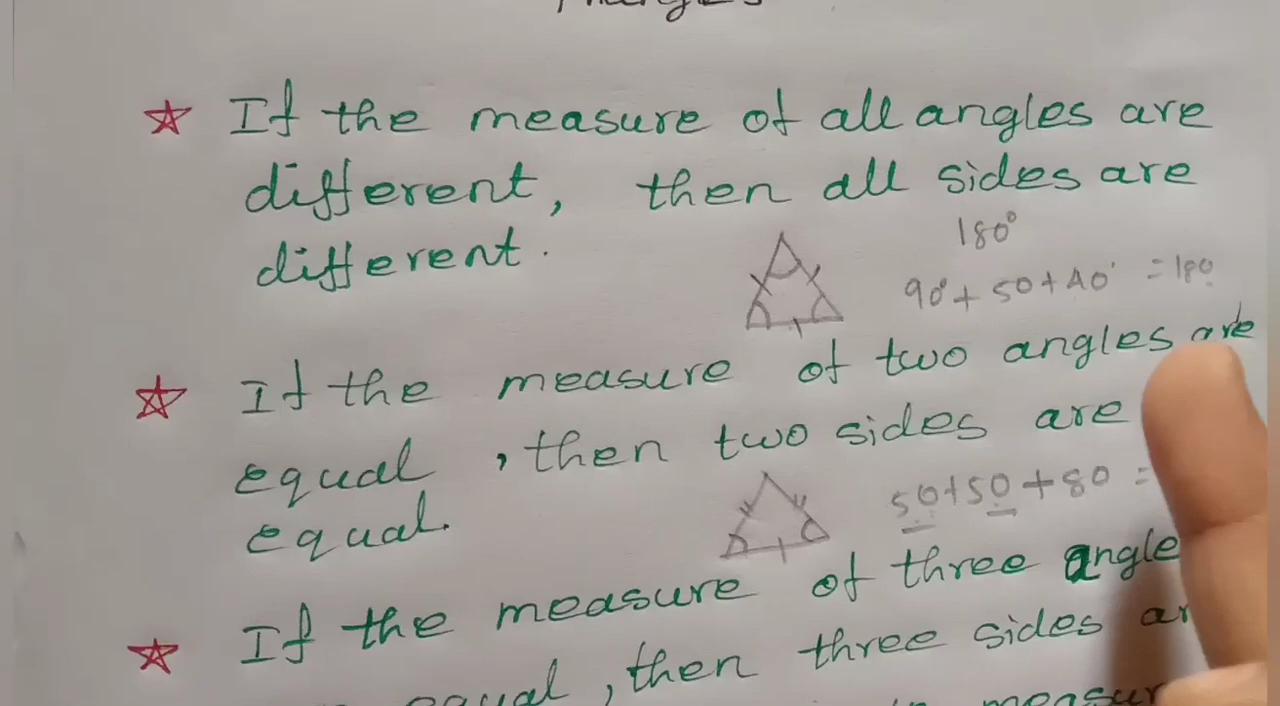 If the measure of all angles are
different, then all sides are
different.
180°
90°+50+40° =180
If the measure of two angles are
equal, then two sides are
equal.
50+50+80 =
If the measure of three angle
equal, then three sides ar
measur